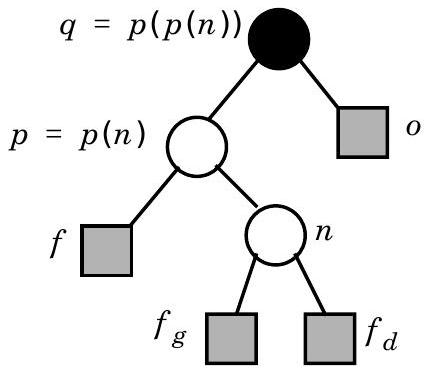 q = p(p(n))
p = p(n)
o
f
n
f_g
f_d